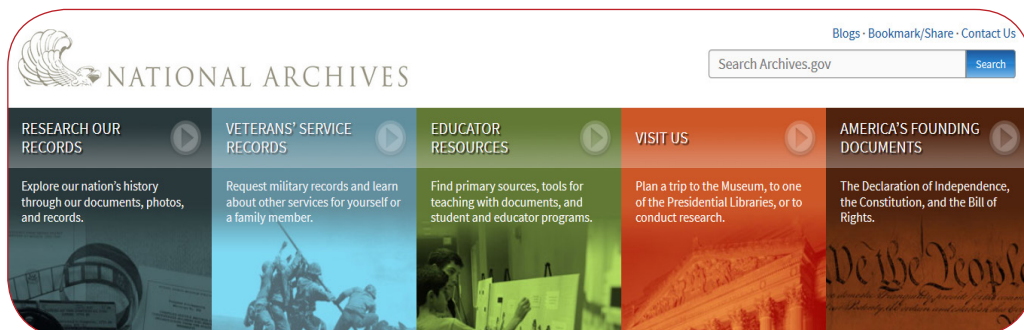 Blogs · Bookmark/Share · Contact Us
NATIONAL ARCHIVES
Search Archives.gov
Search
RESEARCH OUR
RECORDS
Explore our nation's history
through our documents, photos,
and records.
VETERANS' SERVICE
RECORDS
Request military records and learn
about other services for yourself or
a family member.
EDUCATOR
RESOURCES
Find primary sources, tools for
teaching with documents, and
student and educator programs.
VISIT US
Plan a trip to the Museum, to one
of the Presidential Libraries, or to
conduct research.
AMERICA'S FOUNDING
DOCUMENTS
The Declaration of Independence,
the Constitution, and the Bill of
Rights.
We the People